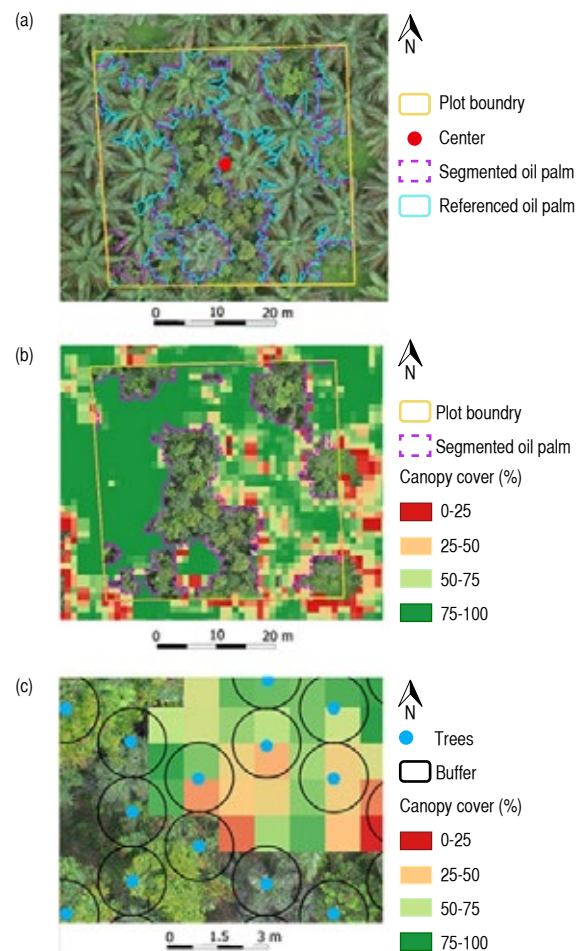 (a)
N
Plot boundry
Center
Segmented oil palm
Referenced oil palm
0 10 20 m
(b)
N
Plot boundry
Segmented oil palm
Canopy cover (%)
0-25
25-50
50-75
75-100
0 10 20 m
(c)
N
Trees
Buffer
Canopy cover (%)
0-25
25-50
50-75
75-100
0 1.5 3 m